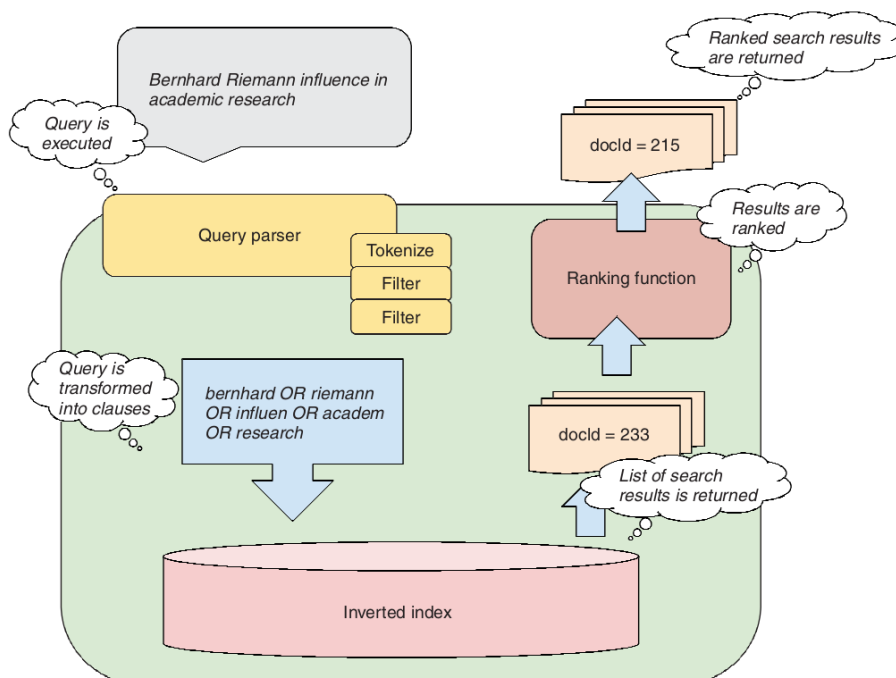 Bernhard Riemann influence in
academic research
Query is
executed
Query parser
Tokenize
Filter
Filter
Query is
transformed
into clauses
bernhard OR riemann
OR influen OR academ
OR research
Inverted index
List of search
results is returned
docId = 233
Ranking function
Results are
ranked
docId = 215
Ranked search results
are returned